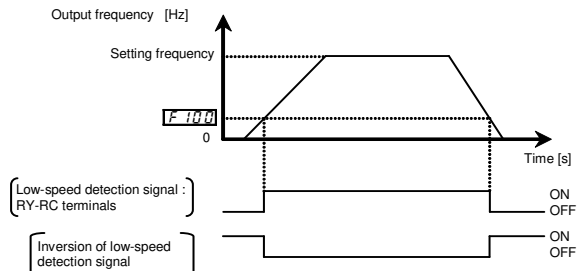 Output frequency [Hz]
Setting frequency
F 100
0
Time [s]
Low-speed detection signal :
RY-RC terminals
ON
OFF
Inversion of low-speed
detection signal
ON
OFF